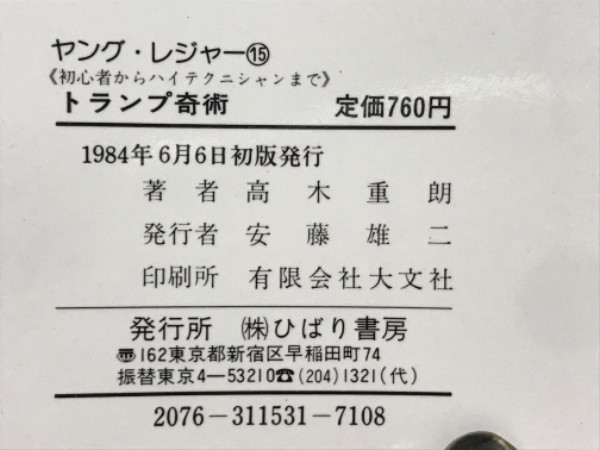 ヤング・レジャー⑮
《初心者からハイテクニシャンまで》
トランプ奇術 定価760円
1984年6月6日初版発行
著者 高木重朗
発行者 安藤雄二
印刷所 有限会社大文社
発行所 ㈱ひばり書房
〠162東京都新宿区早稲田町74
振替東京4—53210☎(204)1321(代)
2076-311531-7108